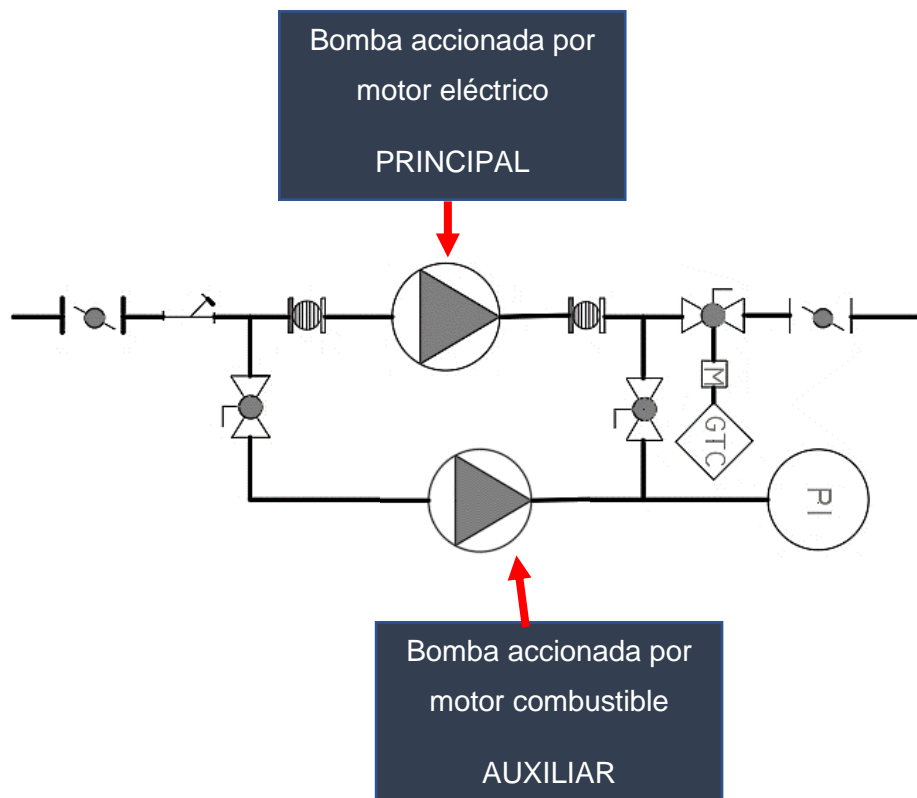 Bomba accionada por
motor eléctrico
PRINCIPAL
M
GTC
PI
Bomba accionada por
motor combustible
AUXILIAR